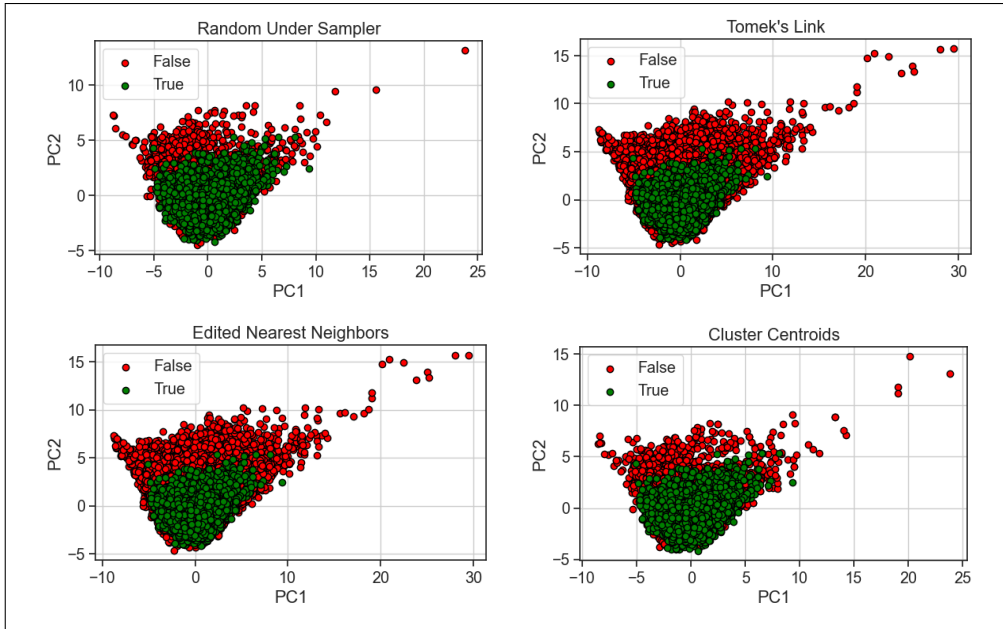 Random Under Sampler
False
True
10
5
0
−5
PC2
−10 −5 0 5 10 15 20 25
PC1
Tomek's Link
False
True
15
10
5
0
−5
PC2
−10 0 10 20 30
PC1
Edited Nearest Neighbors
False
True
15
10
5
0
−5
PC2
−10 0 10 20 30
PC1
Cluster Centroids
False
True
15
10
5
0
−5
PC2
−10 −5 0 5 10 15 20 25
PC1